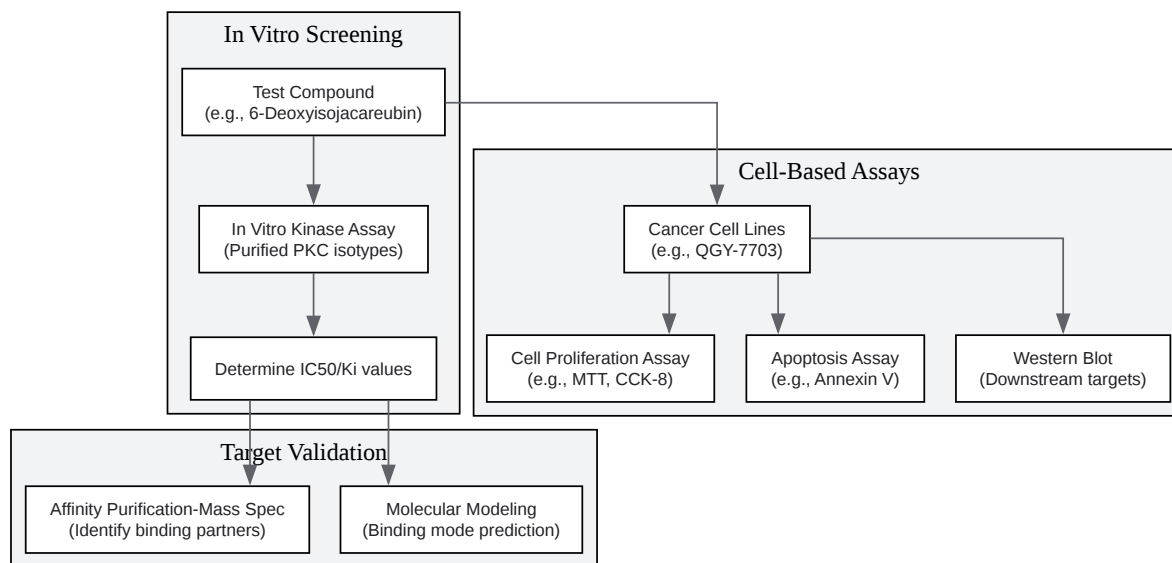 In Vitro Screening
Test Compound
(e.g., 6-Deoxyisojacareubin)
In Vitro Kinase Assay
(Purified PKC isotypes)
Determine IC50/Ki values
Cell-Based Assays
Cancer Cell Lines
(e.g., QGY-7703)
Cell Proliferation Assay
(e.g., MTT, CCK-8)
Apoptosis Assay
(e.g., Annexin V)
Western Blot
(Downstream targets)
Target Validation
Affinity Purification-Mass Spec
(Identify binding partners)
Molecular Modeling
(Binding mode prediction)